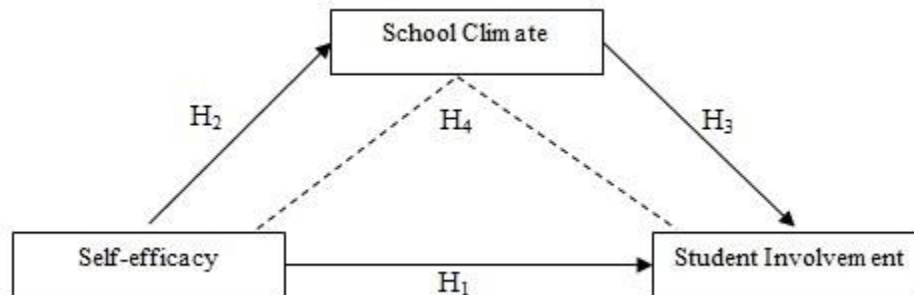 School Climate
H₂
H₄
H₃
Self-efficacy
Student Involvement
H₁